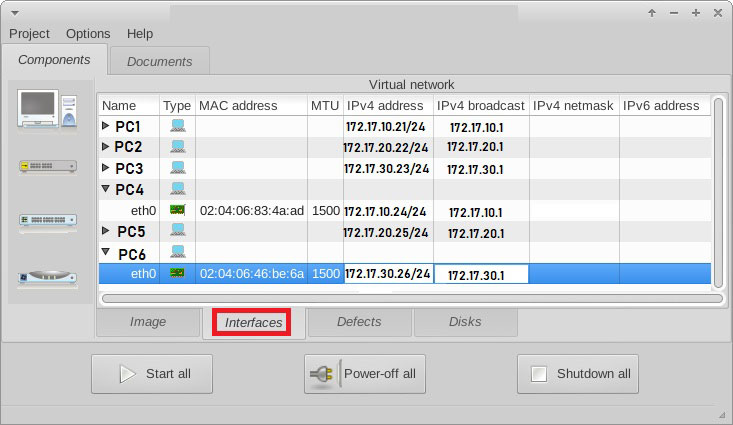 Project Options Help
Components Documents
Virtual network
Name Type MAC address MTU IPv4 address IPv4 broadcast IPv4 netmask IPv6 address
PC1 172.17.10.21/24 172.17.10.1
PC2 172.17.20.22/24 172.17.20.1
PC3 172.17.30.23/24 172.17.30.1
PC4
eth0 02:04:06:83:4a:ad 1500 172.17.10.24/24 172.17.10.1
PC5 172.17.20.25/24 172.17.20.1
PC6
eth0 02:04:06:46:be:6a 1500 172.17.30.26/24 172.17.30.1
Image Interfaces Defects Disks
Start all Power-off all Shutdown all